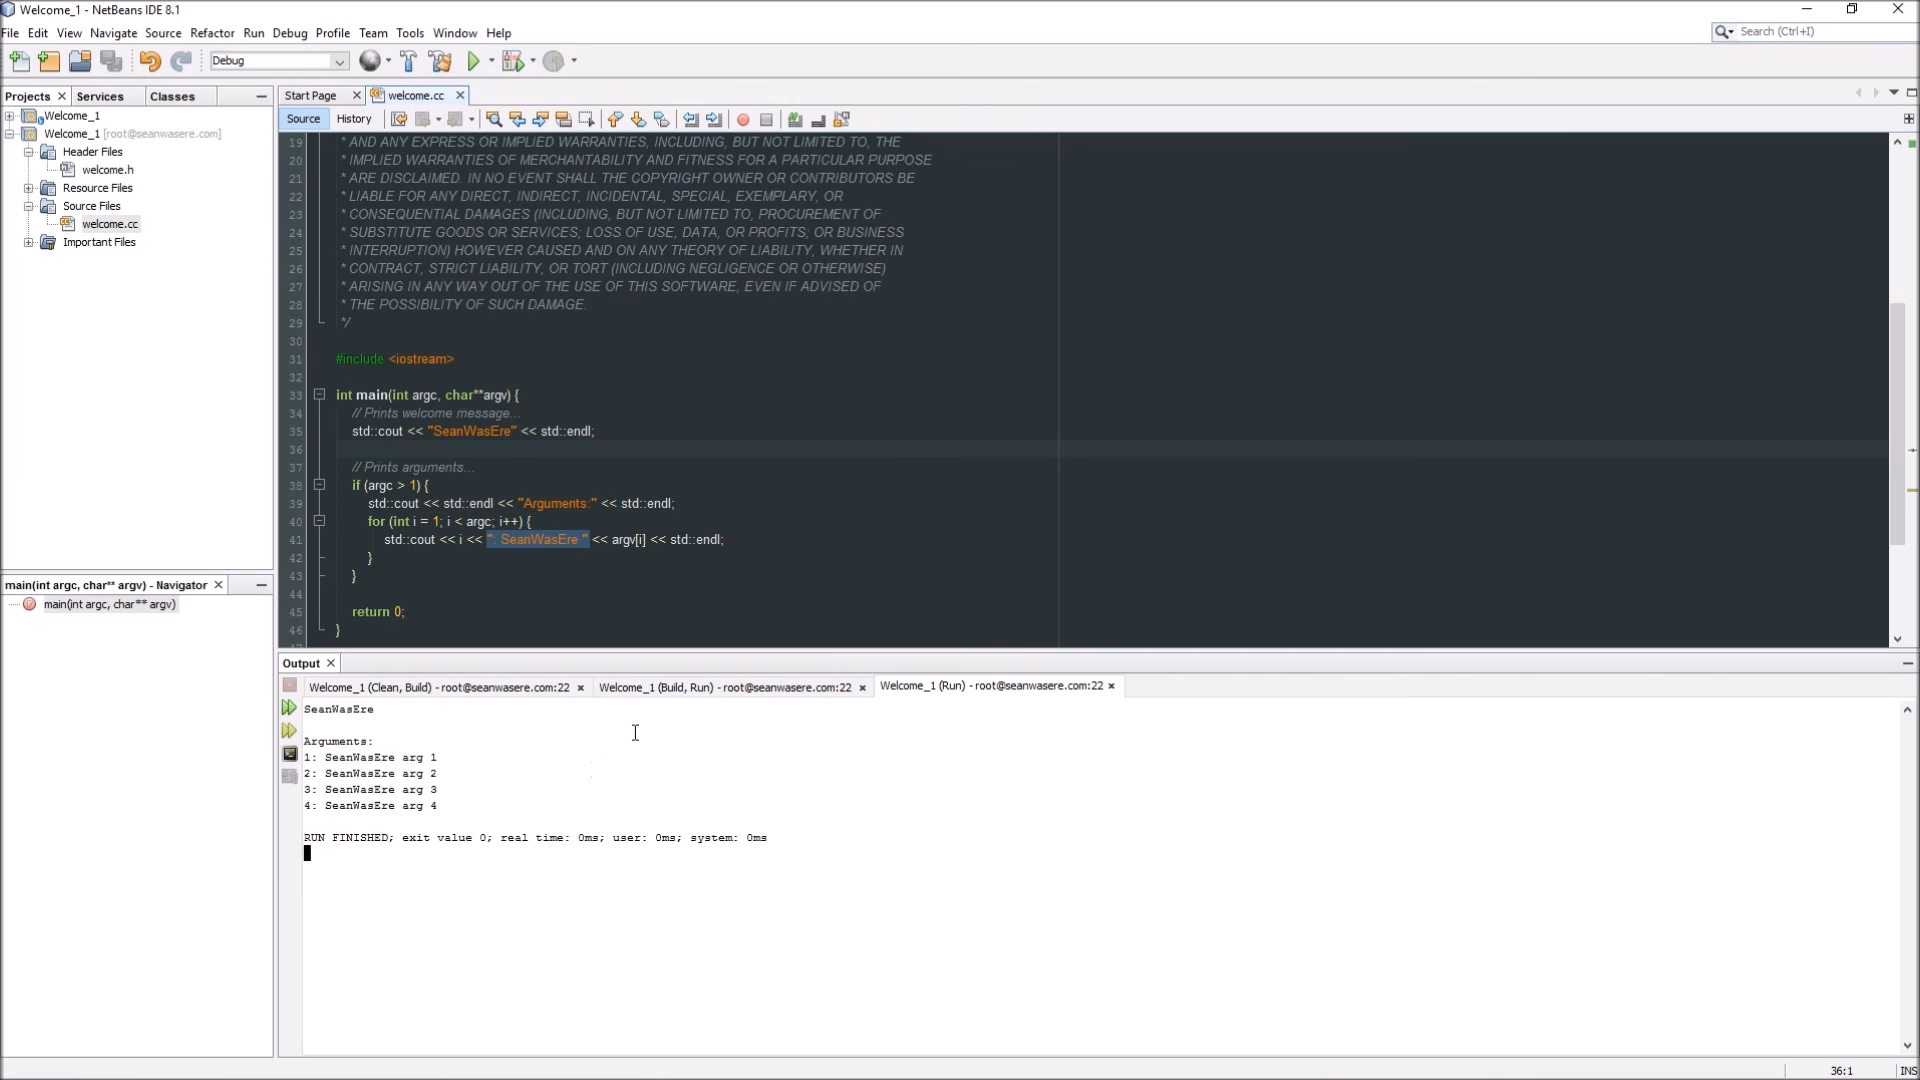 Welcome_1 - NetBeans IDE 8.1
File Edit View Navigate Source Refactor Run Debug Profile Team Tools Window Help
Search (Ctrl+I)
Debug
Projects Services Classes
Welcome_1
Welcome_1 [root@seanwasere.com]
Header Files
welcome.h
Resource Files
Source Files
welcome.cc
Important Files
main(int argc, char** argv) - Navigator
main(int argc, char** argv)
Start Page welcome.cc
Source History
19 * AND ANY EXPRESS OR IMPLIED WARRANTIES, INCLUDING, BUT NOT LIMITED TO, THE
20 * IMPLIED WARRANTIES OF MERCHANTABILITY AND FITNESS FOR A PARTICULAR PURPOSE
21 * ARE DISCLAIMED. IN NO EVENT SHALL THE COPYRIGHT OWNER OR CONTRIBUTORS BE
22 * LIABLE FOR ANY DIRECT, INDIRECT, INCIDENTAL, SPECIAL, EXEMPLARY, OR
23 * CONSEQUENTIAL DAMAGES (INCLUDING, BUT NOT LIMITED TO, PROCUREMENT OF
24 * SUBSTITUTE GOODS OR SERVICES; LOSS OF USE, DATA, OR PROFITS; OR BUSINESS
25 * INTERRUPTION) HOWEVER CAUSED AND ON ANY THEORY OF LIABILITY, WHETHER IN
26 * CONTRACT, STRICT LIABILITY, OR TORT (INCLUDING NEGLIGENCE OR OTHERWISE)
27 * ARISING IN ANY WAY OUT OF THE USE OF THIS SOFTWARE, EVEN IF ADVISED OF
28 * THE POSSIBILITY OF SUCH DAMAGE.
29 */
30
31 #include <iostream>
32
33 int main(int argc, char**argv) {
34 // Prints welcome message...
35 std::cout << "SeanWasEre" << std::endl;
36
37 // Prints arguments...
38 if (argc > 1) {
39 std::cout << std::endl << "Arguments:" << std::endl;
40 for (int i = 1; i < argc; i++) {
41 std::cout << i << ": SeanWasEre " << argv[i] << std::endl;
42 }
43 }
44
45 return 0;
46 }
Output
Welcome_1 (Clean, Build) - root@seanwasere.com:22 Welcome_1 (Build, Run) - root@seanwasere.com:22 Welcome_1 (Run) - root@seanwasere.com:22
SeanWasEre
Arguments:
1: SeanWasEre arg 1
2: SeanWasEre arg 2
3: SeanWasEre arg 3
4: SeanWasEre arg 4
RUN FINISHED; exit value 0; real time: 0ms; user: 0ms; system: 0ms
36:1 INS